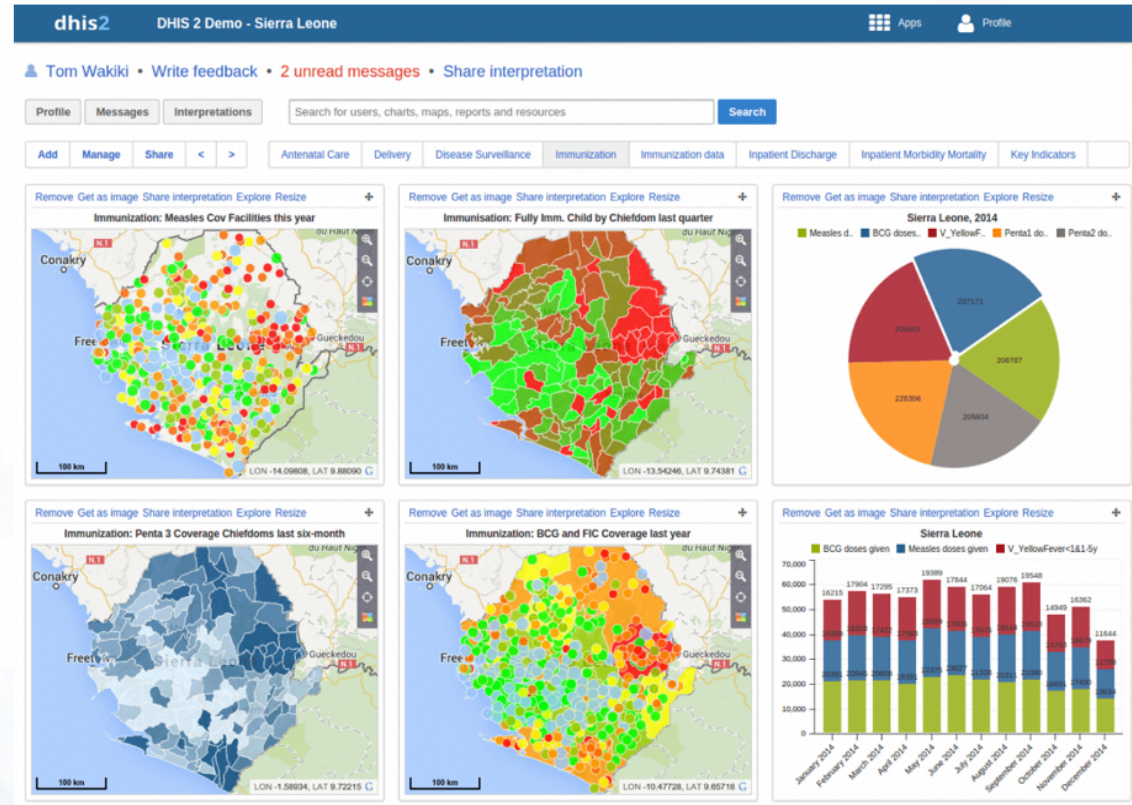 dhis2 DHIS 2 Demo - Sierra Leone Apps Profile
Tom Wakiki • Write feedback • 2 unread messages • Share interpretation
Profile Messages Interpretations Search for users, charts, maps, reports and resources Search
Add Manage Share < > Antenatal Care Delivery Disease Surveillance Immunization Immunization data Inpatient Discharge Inpatient Morbidity Mortality Key Indicators
Remove Get as image Share interpretation Explore Resize
Immunization: Measles Cov Facilities this year
N.1
Conakry
Gueckedou
N.1
100 km
LON -14.09808, LAT 9.88090 G
Remove Get as image Share interpretation Explore Resize
Immunisation: Fully Imm. Child by Chiefdom last quarter
N.1
Conakry
Gueckedou
N.1
100 km
LON -13.54246, LAT 9.74381 G
Remove Get as image Share interpretation Explore Resize
Sierra Leone, 2014
Measles d.. BCG doses.. V_YellowF.. Penta1 do.. Penta2 do..
237171
206787
228306
205834
Remove Get as image Share interpretation Explore Resize
Immunization: Penta 3 Coverage Chiefdoms last six-month
N.1
Conakry
Sierra Leone
Gueckedou
N.1
100 km
LON -1.58934, LAT 9.72215 G
Remove Get as image Share interpretation Explore Resize
Immunization: BCG and FIC Coverage last year
N.1
Conakry
Gueckedou
N.1
100 km
LON -10.47728, LAT 9.65718 G
Remove Get as image Share interpretation Explore Resize
Sierra Leone
BCG doses given Measles doses given V_YellowFever<1&1-5y
70,000
60,000
50,000
40,000
30,000
20,000
10,000
0
16215 17904 17295 17373 19389 17844 17064 19076 19548 14949 16362 11644
January 2014 February 2014 March 2014 April 2014 May 2014 June 2014 July 2014 August 2014 September 2014 October 2014 November 2014 December 2014